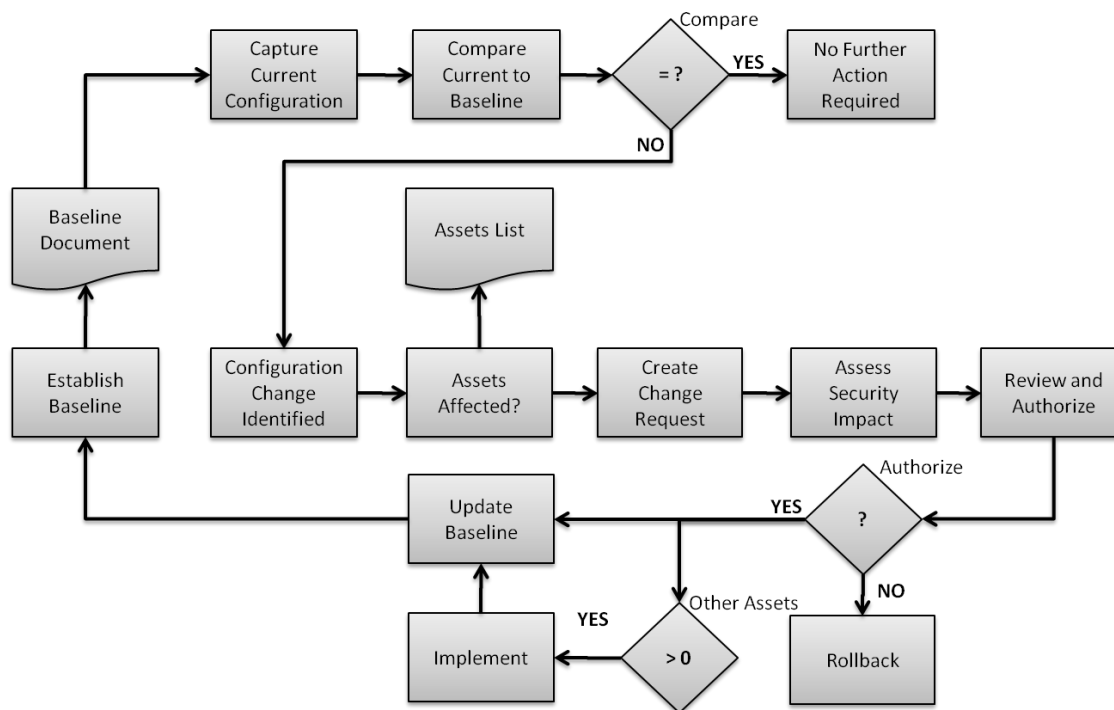 Compare
Capture
Current
Configuration
Compare
Current to
Baseline
= ?
YES
No Further
Action
Required
NO
Baseline
Document
Assets List
Establish
Baseline
Configuration
Change
Identified
Assets
Affected?
Create
Change
Request
Assess
Security
Impact
Review and
Authorize
Authorize
Update
Baseline
YES
?
NO
Other Assets
YES
Implement
> 0
Rollback